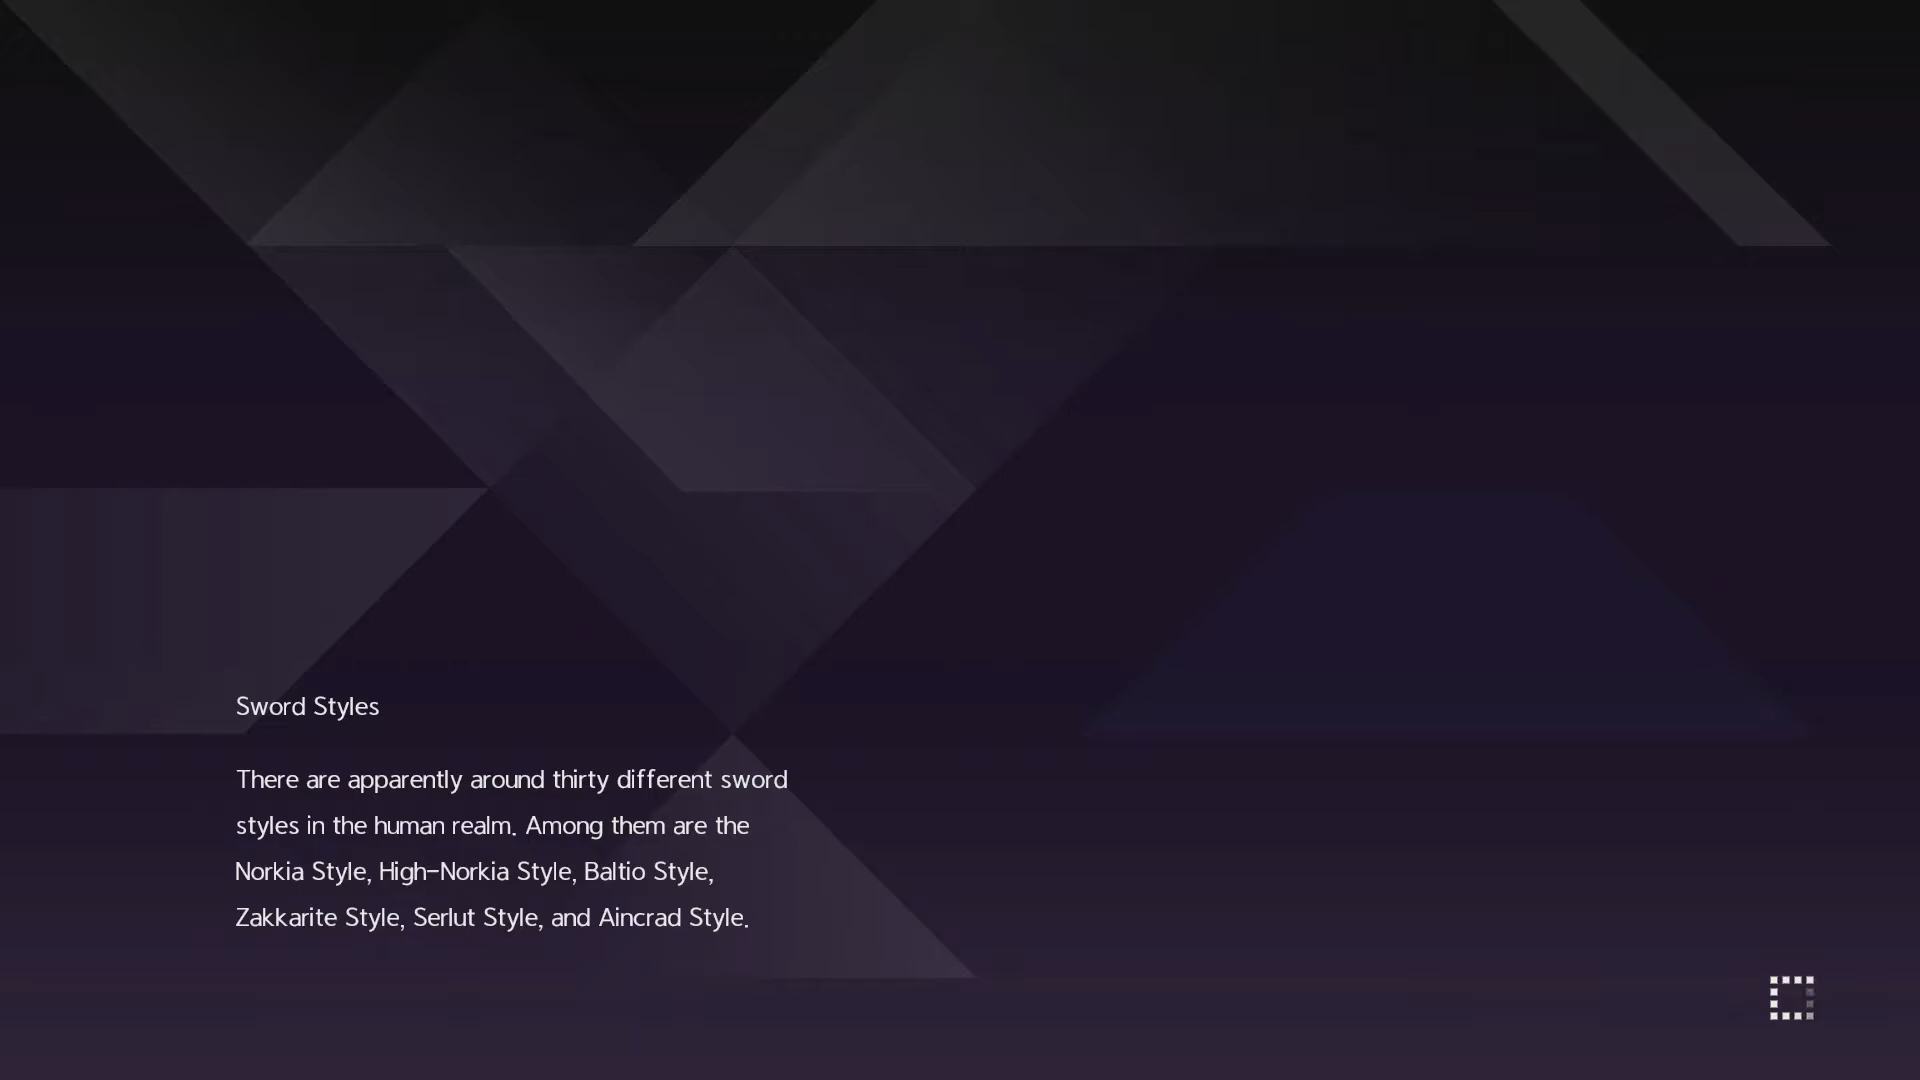 Sword Styles
There are apparently around thirty different sword
styles in the human realm. Among them are the
Norkia Style, High-Norkia Style, Baltio Style,
Zakkarite Style, Serlut Style, and Aincrad Style.